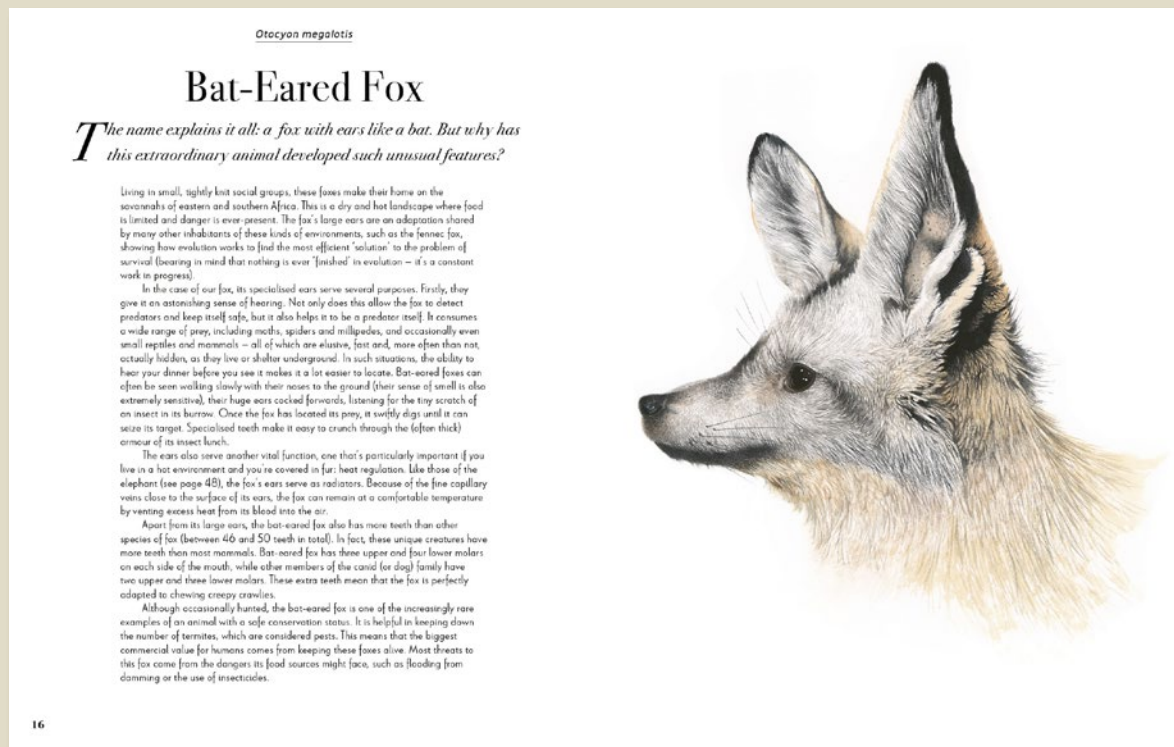 Otocyon megalotis
Bat-Eared Fox
The name explains it all: a fox with ears like a bat. But why has
this extraordinary animal developed such unusual features?
Living in small, tightly knit social groups, these foxes make their home on the
savannahs of eastern and southern Africa. This is a dry and hot landscape where food
is limited and danger is ever-present. The fox's large ears are an adaptation shared
by many other inhabitants of these kinds of environments, such as the fennec fox,
showing how evolution works to find the most efficient 'solution' to the problem of
survival (bearing in mind that nothing is ever 'finished' in evolution – it's a constant
work in progress).
In the case of our fox, its specialised ears serve several purposes. Firstly, they
give it an astonishing sense of hearing. Not only does this allow the fox to detect
predators and keep itself safe, but it also helps it to be a predator itself. It consumes
a wide range of prey, including moths, spiders and millipedes, and occasionally even
small reptiles and mammals – all of which are elusive, fast and, more often than not,
actually hidden, as they live or shelter underground. In such situations, the ability to
hear your dinner before you see it makes it a lot easier to locate. Bat-eared foxes can
often be seen walking slowly with their noses to the ground (their sense of smell is also
extremely sensitive), their huge ears cocked forwards, listening for the tiny scratch of
an insect in its burrow. Once the fox has located its prey, it swiftly digs until it can
seize its target. Specialised teeth make it easy to crunch through the (often thick)
armour of its insect lunch.
The ears also serve another vital function, one that's particularly important if you
live in a hot environment and you're covered in fur: heat regulation. Like those of the
elephant (see page 48), the fox's ears serve as radiators. Because of the fine capillary
veins close to the surface of its ears, the fox can remain at a comfortable temperature
by venting excess heat from its blood into the air.
Apart from its large ears, the bat-eared fox also has more teeth than other
species of fox (between 46 and 50 teeth in total). In fact, these unique creatures have
more teeth than most mammals. Bat-eared fox has three upper and four lower molars
on each side of the mouth, while other members of the canid (or dog) family have
two upper and three lower molars. These extra teeth mean that the fox is perfectly
adapted to chewing creepy crawlies.
Although occasionally hunted, the bat-eared fox is one of the increasingly rare
examples of an animal with a safe conservation status. It is helpful in keeping down
the number of termites, which are considered pests. This means that the biggest
commercial value for humans comes from keeping these foxes alive. Most threats to
this fox come from the dangers its food sources might face, such as flooding from
damming or the use of insecticides.
16